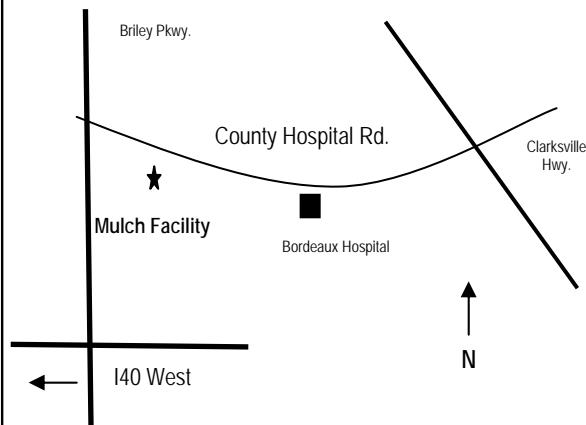 Briley Pkwy.
County Hospital Rd.
Clarksville
Hwy.
Mulch Facility
Bordeaux Hospital
N
I40 West